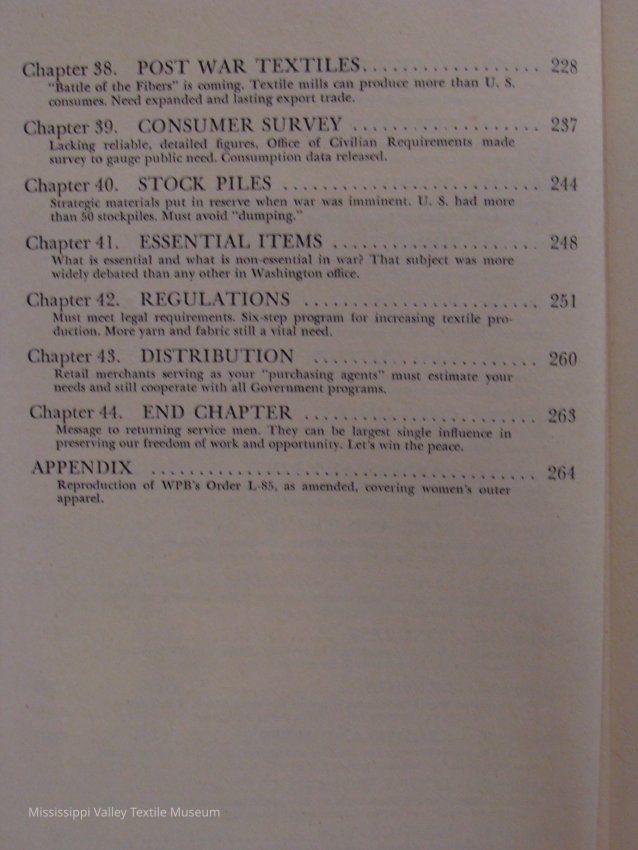 Chapter 38. POST WAR TEXTILES. . . . . . . . . . . . . . . . . . 228
"Battle of the Fibers" is coming. Textile mills can produce more than U. S.
consumes. Need expanded and lasting export trade.
Chapter 39. CONSUMER SURVEY . . . . . . . . . . . . . . . . . . . 237
Lacking reliable, detailed figures, Office of Civilian Requirements made
survey to gauge public need. Consumption data released.
Chapter 40. STOCK PILES . . . . . . . . . . . . . . . . . . . . . . . . . 244
Strategic materials put in reserve when war was imminent. U. S. had more
than 50 stockpiles. Must avoid "dumping."
Chapter 41. ESSENTIAL ITEMS . . . . . . . . . . . . . . . . . . . . . 248
What is essential and what is non-essential in war? That subject was more
widely debated than any other in Washington office.
Chapter 42. REGULATIONS . . . . . . . . . . . . . . . . . . . . . . . . 251
Must meet legal requirements. Six-step program for increasing textile pro-
duction. More yarn and fabric still a vital need.
Chapter 43. DISTRIBUTION . . . . . . . . . . . . . . . . . . . . . . . 260
Retail merchants serving as your "purchasing agents" must estimate your
needs and still cooperate with all Government programs.
Chapter 44. END CHAPTER . . . . . . . . . . . . . . . . . . . . . . . . 263
Message to returning service men. They can be largest single influence in
preserving our freedom of work and opportunity. Let's win the peace.
APPENDIX . . . . . . . . . . . . . . . . . . . . . . . . . . . . . . . . . . . . . . . 264
Reproduction of WPB's Order L-85, as amended, covering women's outer
apparel.
Mississippi Valley Textile Museum